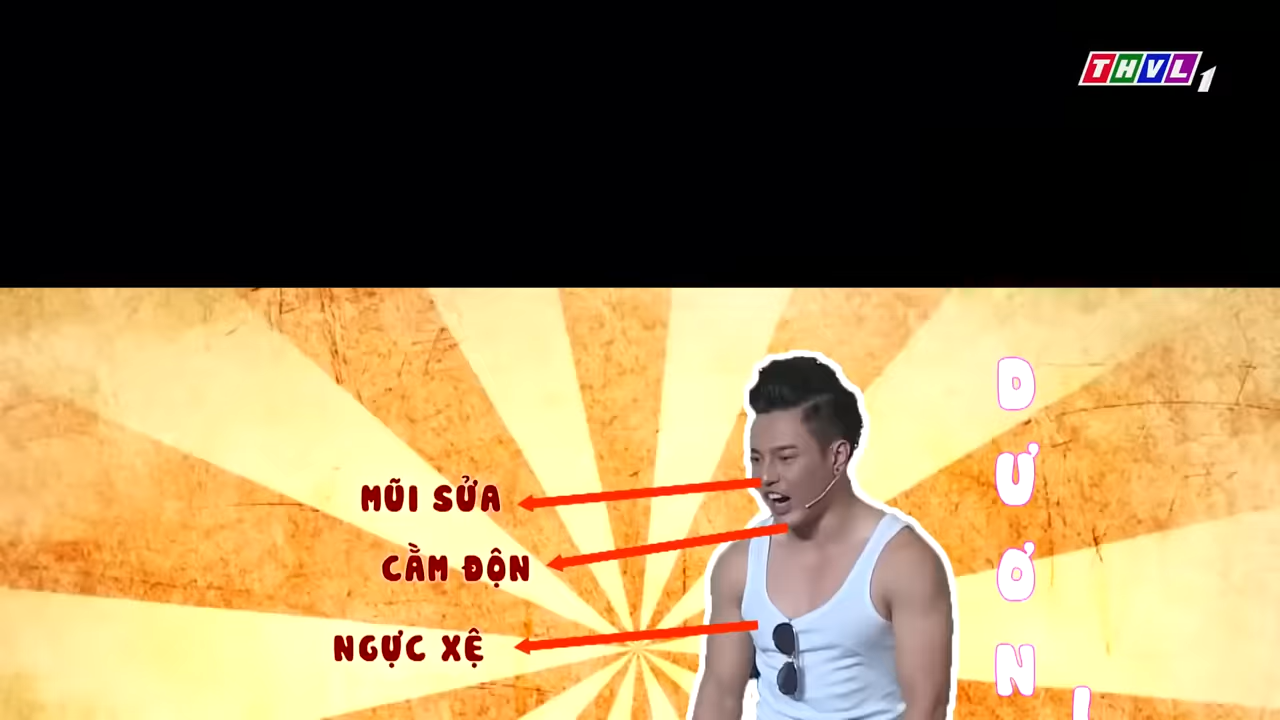 THVL1
MŨI SỬA
CẰM ĐỘN
NGỰC XỆ
DƯƠN